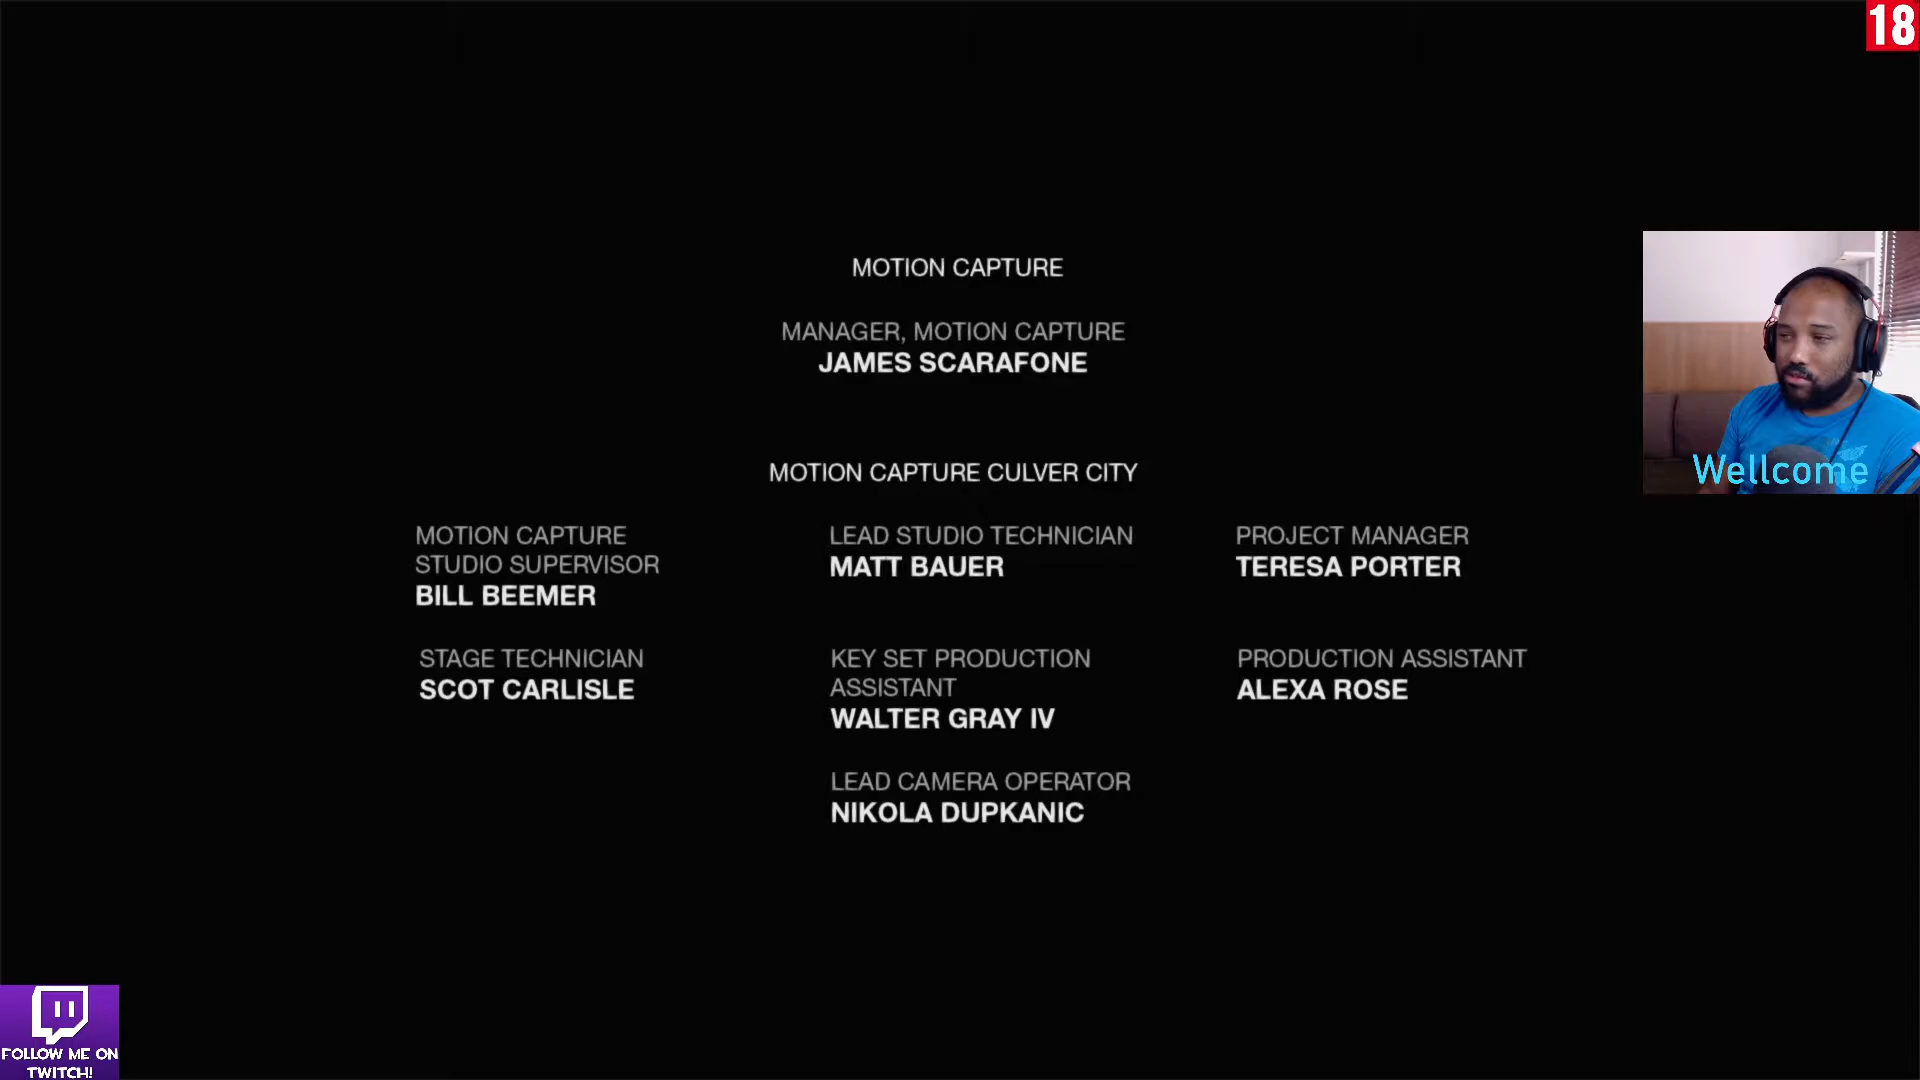 18
MOTION CAPTURE
MANAGER, MOTION CAPTURE
JAMES SCARAFONE
MOTION CAPTURE CULVER CITY
MOTION CAPTURE
STUDIO SUPERVISOR
BILL BEEMER
LEAD STUDIO TECHNICIAN
MATT BAUER
PROJECT MANAGER
TERESA PORTER
STAGE TECHNICIAN
SCOT CARLISLE
KEY SET PRODUCTION
ASSISTANT
WALTER GRAY IV
PRODUCTION ASSISTANT
ALEXA ROSE
LEAD CAMERA OPERATOR
NIKOLA DUPKANIC
Wellcome
FOLLOW ME ON
TWITCH!